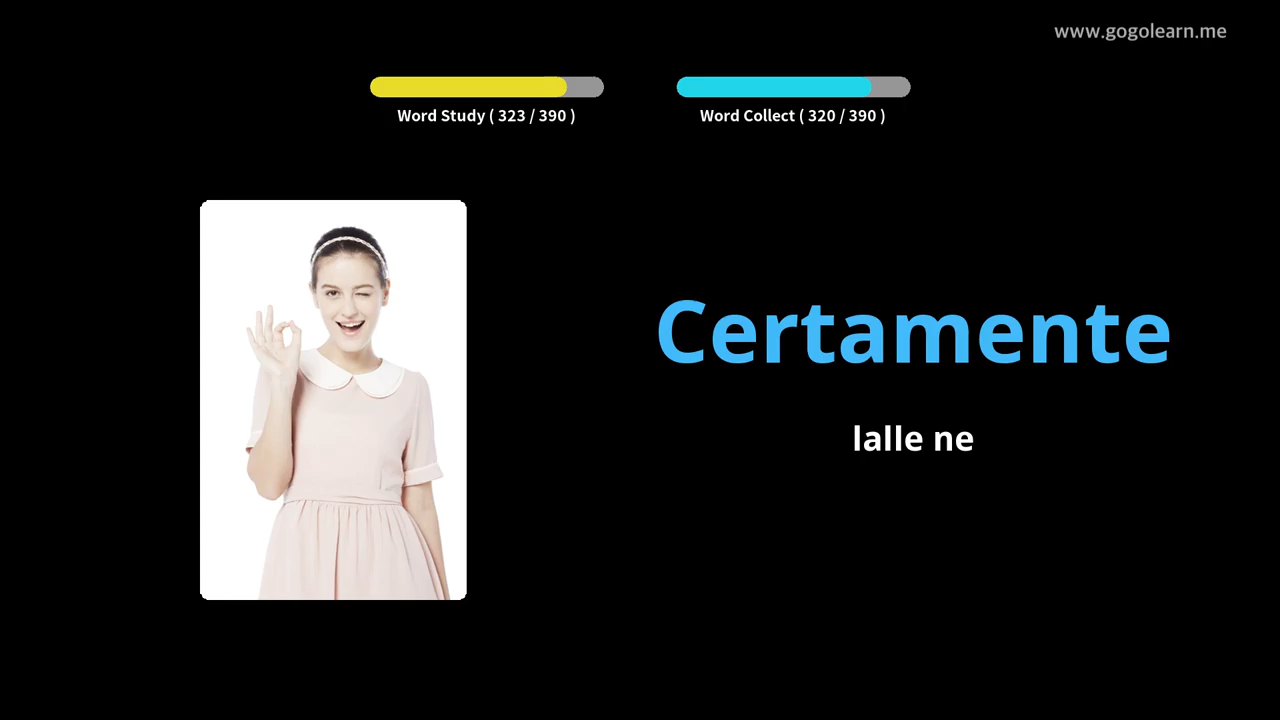 www.gogolearn.me
Word Study ( 323 / 390 )
Word Collect ( 320 / 390 )
Certamente
lalle ne